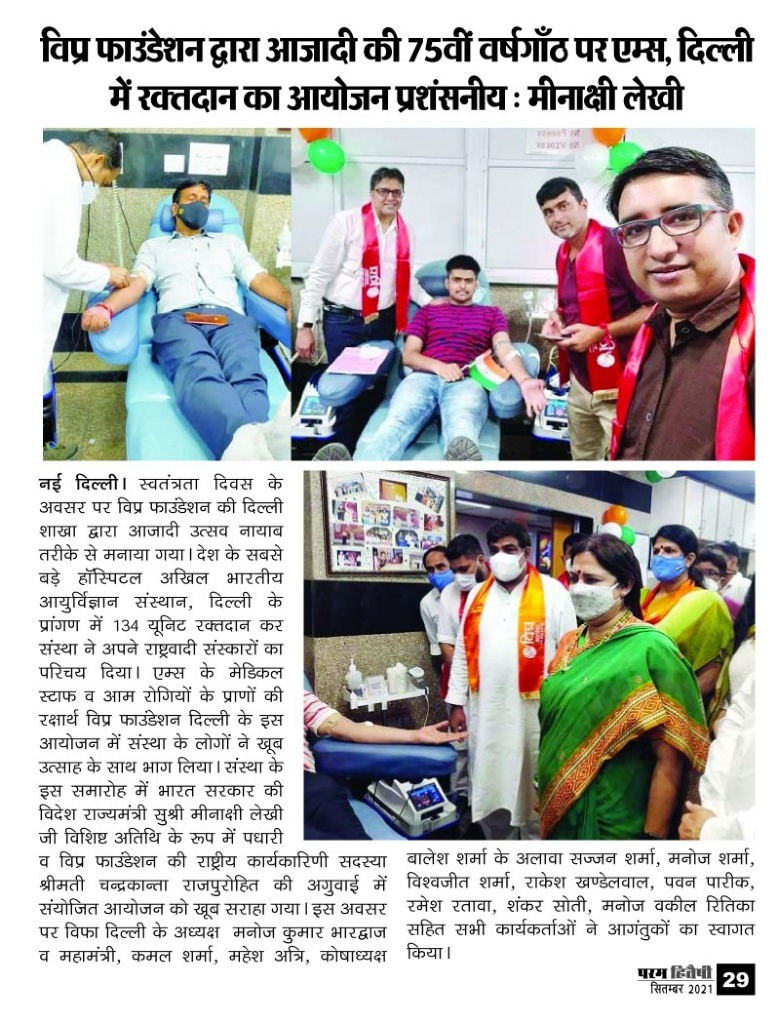 विप्र फाउंडेशन द्वारा आजादी की 75वीं वर्षगाँठ पर एम्स, दिल्ली
में रक्तदान का आयोजन प्रशंसनीय : मीनाक्षी लेखी
नई दिल्ली। स्वतंत्रता दिवस के
अवसर पर विप्र फाउंडेशन की दिल्ली
शाखा द्वारा आजादी उत्सव नायाब
तरीके से मनाया गया। देश के सबसे
बड़े हॉस्पिटल अखिल भारतीय
आयुर्विज्ञान संस्थान, दिल्ली के
प्रांगण में 134 यूनिट रक्तदान कर
संस्था ने अपने राष्ट्रवादी संस्कारों का
परिचय दिया। एम्स के मेडिकल
स्टाफ व आम रोगियों के प्राणों की
रक्षार्थ विप्र फाउंडेशन दिल्ली के इस
आयोजन में संस्था के लोगों ने खूब
उत्साह के साथ भाग लिया। संस्था के
इस समारोह में भारत सरकार की
विदेश राज्यमंत्री सुश्री मीनाक्षी लेखी
जी विशिष्ट अतिथि के रूप में पधारी
व विप्र फाउंडेशन की राष्ट्रीय कार्यकारिणी सदस्या
श्रीमती चन्द्रकान्ता राजपुरोहित की अगुवाई में
संयोजित आयोजन को खूब सराहा गया। इस अवसर
पर विफा दिल्ली के अध्यक्ष मनोज कुमार भारद्वाज
व महामंत्री, कमल शर्मा, महेश अत्रि, कोषाध्यक्ष
बालेश शर्मा के अलावा सज्जन शर्मा, मनोज शर्मा,
विश्वजीत शर्मा, राकेश खण्डेलवाल, पवन पारीक,
रमेश रतावा, शंकर सोती, मनोज वकील रितिका
सहित सभी कार्यकर्ताओं ने आगंतुकों का स्वागत
किया।
विप्र
परम हितैषी
सितम्बर 2021 29